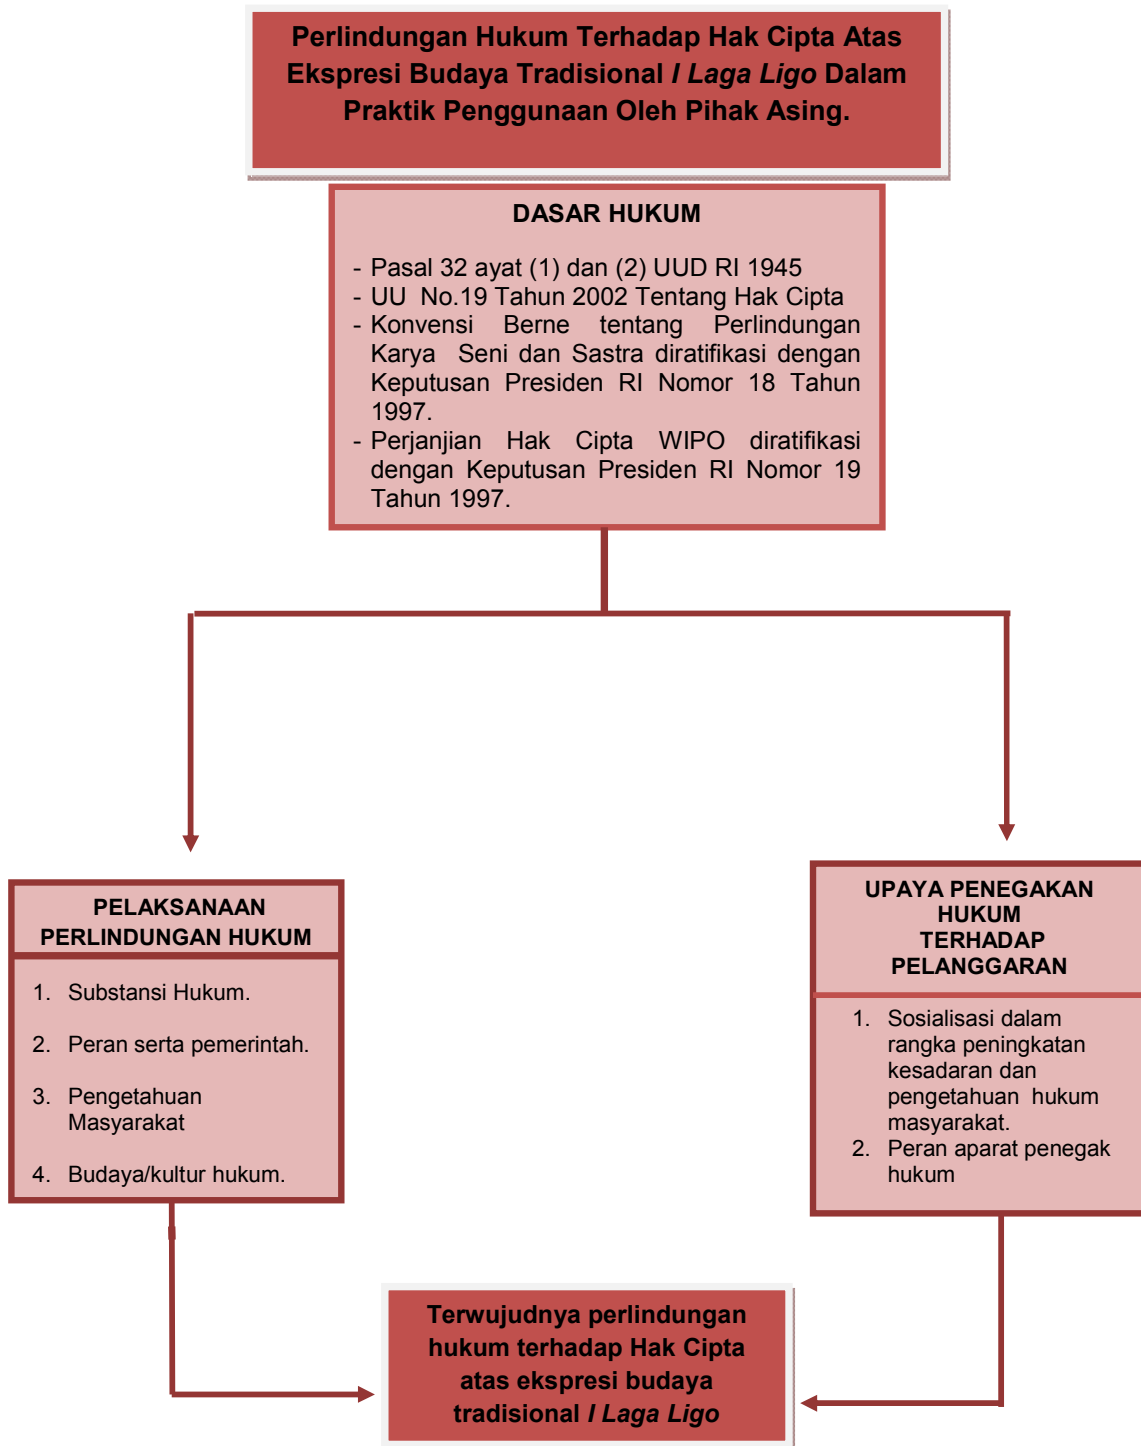 Perlindungan Hukum Terhadap Hak Cipta Atas
Ekspresi Budaya Tradisional I Laga Ligo Dalam
Praktik Penggunaan Oleh Pihak Asing.
DASAR HUKUM
- Pasal 32 ayat (1) dan (2) UUD RI 1945
- UU No.19 Tahun 2002 Tentang Hak Cipta
- Konvensi Berne tentang Perlindungan
Karya Seni dan Sastra diratifikasi dengan
Keputusan Presiden RI Nomor 18 Tahun
1997.
- Perjanjian Hak Cipta WIPO diratifikasi
dengan Keputusan Presiden RI Nomor 19
Tahun 1997.
PELAKSANAAN
PERLINDUNGAN HUKUM
1. Substansi Hukum.
2. Peran serta pemerintah.
3. Pengetahuan
Masyarakat
4. Budaya/kultur hukum.
UPAYA PENEGAKAN
HUKUM
TERHADAP
PELANGGARAN
1. Sosialisasi dalam
rangka peningkatan
kesadaran dan
pengetahuan hukum
masyarakat.
2. Peran aparat penegak
hukum
Terwujudnya perlindungan
hukum terhadap Hak Cipta
atas ekspresi budaya
tradisional I Laga Ligo